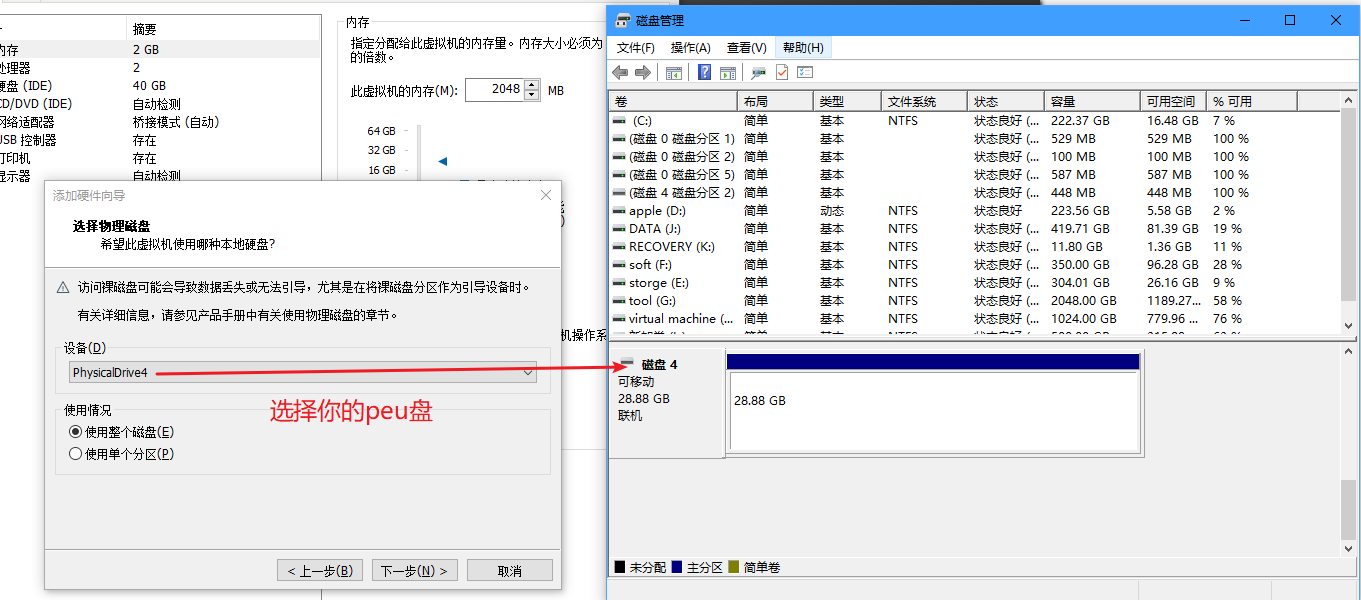 摘要
内存
2 GB
处理器
2
硬盘 (IDE)
40 GB
CD/DVD (IDE)
自动检测
网络适配器
桥接模式 (自动)
USB 控制器
存在
打印机
存在
显示器
自动检测
内存
指定分配给此虚拟机的内存量。内存大小必须为
的倍数。
此虚拟机的内存(M):
2048
MB
64 GB
32 GB
16 GB
机操作系
添加硬件向导
选择物理磁盘
希望此虚拟机使用哪种本地硬盘?
访问裸磁盘可能会导致数据丢失或无法引导，尤其是在将裸磁盘分区作为引导设备时。
有关详细信息，请参见产品手册中有关使用物理磁盘的章节。
设备(D)
PhysicalDrive4
使用情况
使用整个磁盘(E)
使用单个分区(P)
选择你的peu盘
< 上一步(B)
下一步(N) >
取消
磁盘管理
文件(F) 操作(A) 查看(V) 帮助(H)
卷 布局 类型 文件系统 状态 容量 可用空间 % 可用
(C:) 简单 基本 NTFS 状态良好 (... 222.37 GB 16.48 GB 7 %
(磁盘 0 磁盘分区 1) 简单 基本 状态良好 (... 529 MB 529 MB 100 %
(磁盘 0 磁盘分区 2) 简单 基本 状态良好 (... 100 MB 100 MB 100 %
(磁盘 0 磁盘分区 5) 简单 基本 状态良好 (... 587 MB 587 MB 100 %
(磁盘 4 磁盘分区 2) 简单 基本 状态良好 (... 448 MB 448 MB 100 %
apple (D:) 简单 动态 NTFS 状态良好 223.56 GB 5.58 GB 2 %
DATA (J:) 简单 基本 NTFS 状态良好 (... 419.71 GB 81.39 GB 19 %
RECOVERY (K:) 简单 基本 NTFS 状态良好 (... 11.80 GB 1.36 GB 11 %
soft (F:) 简单 基本 NTFS 状态良好 (... 350.00 GB 96.28 GB 28 %
storge (E:) 简单 基本 NTFS 状态良好 (... 304.01 GB 26.16 GB 9 %
tool (G:) 简单 基本 NTFS 状态良好 (... 2048.00 GB 1189.27... 58 %
virtual machine (... 简单 基本 NTFS 状态良好 (... 1024.00 GB 779.96 ... 76 %
磁盘 4
可移动
28.88 GB
联机
28.88 GB
未分配 主分区 简单卷